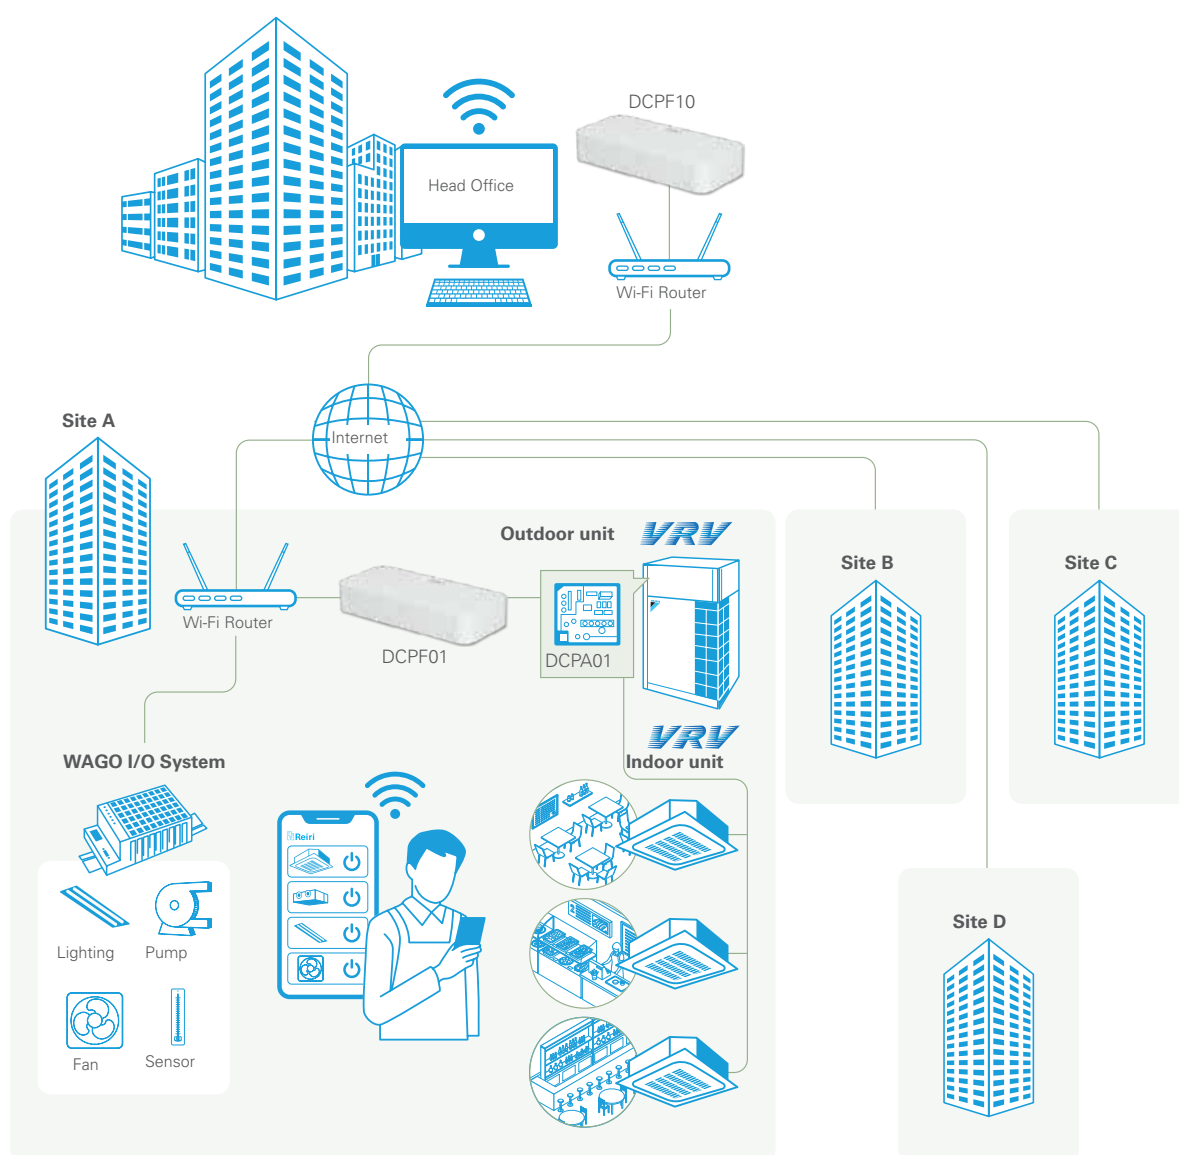 DCPF10
Head Office
Wi-Fi Router
Site A
Internet
Outdoor unit
VRV
Site B
Site C
Wi-Fi Router
DCPF01
DCPA01
VRV
Indoor unit
WAGO I/O System
Reiri
Lighting
Pump
Site D
Fan
Sensor